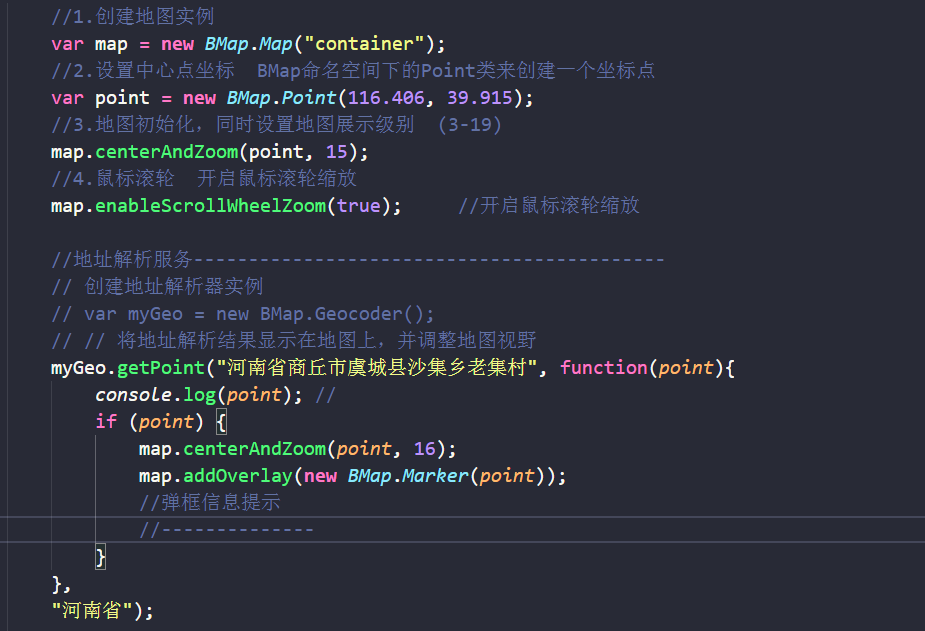 //1.创建地图实例
var map = new BMap.Map("container");
//2.设置中心点坐标  BMap命名空间下的Point类来创建一个坐标点
var point = new BMap.Point(116.406, 39.915);
//3.地图初始化，同时设置地图展示级别  (3-19)
map.centerAndZoom(point, 15);
//4.鼠标滚轮  开启鼠标滚轮缩放
map.enableScrollWheelZoom(true);     //开启鼠标滚轮缩放
//地址解析服务-------------------------------------------
// 创建地址解析器实例
// var myGeo = new BMap.Geocoder();
// // 将地址解析结果显示在地图上，并调整地图视野
myGeo.getPoint("河南省商丘市虞城县沙集乡老集村", function(point){
    console.log(point); //
    if (point) {
        map.centerAndZoom(point, 16);
        map.addOverlay(new BMap.Marker(point));
        //弹框信息提示
        //--------------
    }
},
"河南省");